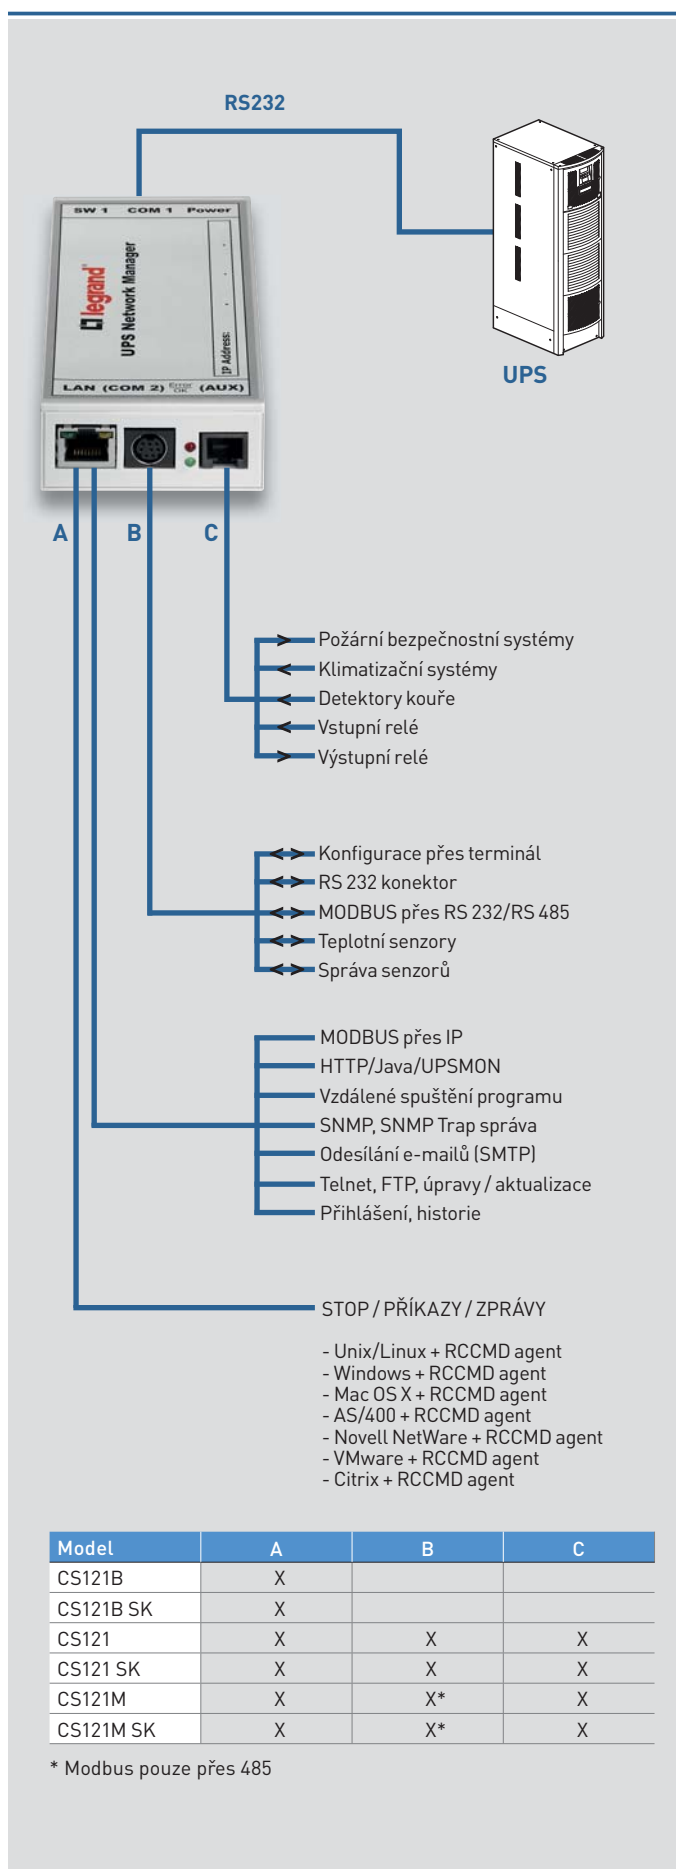 RS232
SW 1 COM 1 Power
legrand
UPS Network Manager
IP Address:
LAN (COM 2) Error OK (AUX)
UPS
A B C
Požární bezpečnostní systémy
Klimatizační systémy
Detektory kouře
Vstupní relé
Výstupní relé
Konfigurace přes terminál
RS 232 konektor
MODBUS přes RS 232/RS 485
Teplotní senzory
Správa senzorů
MODBUS přes IP
HTTP/Java/UPSMON
Vzdálené spuštění programu
SNMP, SNMP Trap správa
Odesílání e-mailů (SMTP)
Telnet, FTP, úpravy / aktualizace
Přihlášení, historie
STOP / PŘÍKAZY / ZPRÁVY
- Unix/Linux + RCCMD agent
- Windows + RCCMD agent
- Mac OS X + RCCMD agent
- AS/400 + RCCMD agent
- Novell NetWare + RCCMD agent
- VMware + RCCMD agent
- Citrix + RCCMD agent
Model A B C
CS121B X
CS121B SK X
CS121 X X X
CS121 SK X X X
CS121M X X* X
CS121M SK X X* X
* Modbus pouze přes 485